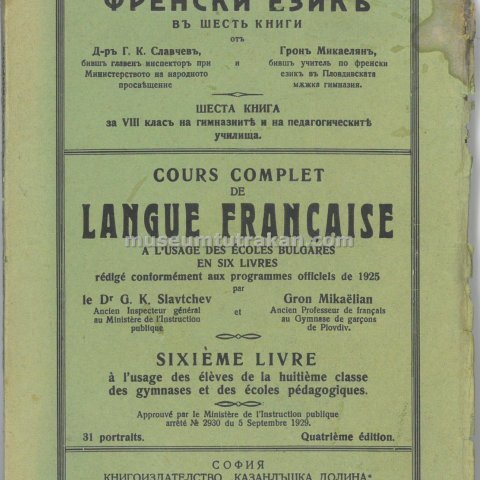 ФРЕНСКИ ЕЗИКЪ
ВЪ ШЕСТЬ КНИГИ
отъ
Д-ръ Г. К. Славчевъ,
бившъ главенъ инспекторъ при
Министерството на народното
просвѣщение
и
Гронъ Микаелянъ,
бившъ учитель по френски
език въ Пловдивската
мѫжка гимназия.
ШЕСТА КНИГА
за VIII класъ на гимназиитѣ и на педагогическитѣ
училища.
COURS COMPLET
DE
LANGUE FRANÇAISE
A L'USAGE DES ÉCOLES BULGARES
EN SIX LIVRES
rédigé conformément aux programmes officiels de 1925
par
le Dr G. K. Slavtchev
Ancien Inspecteur général
au Ministère de l'Instruction
publique
et
Gron Mikaëlian
Ancien Professeur de français
au Gymnase de garçons
de Plovdiv.
SIXIÈME LIVRE
à l'usage des élèves de la huitième classe
des gymnases et des écoles pédagogiques.
Approuvé par le Ministère de l'Instruction publique
arrêté № 2930 du 5 Septembre 1929.
31 portraits.
Quatrième édition.
СОФИЯ
КНИГОИЗДАТЕЛСТВО „КАЗАНЛЪШКА ДОЛИНА"
museumtutrakan.com